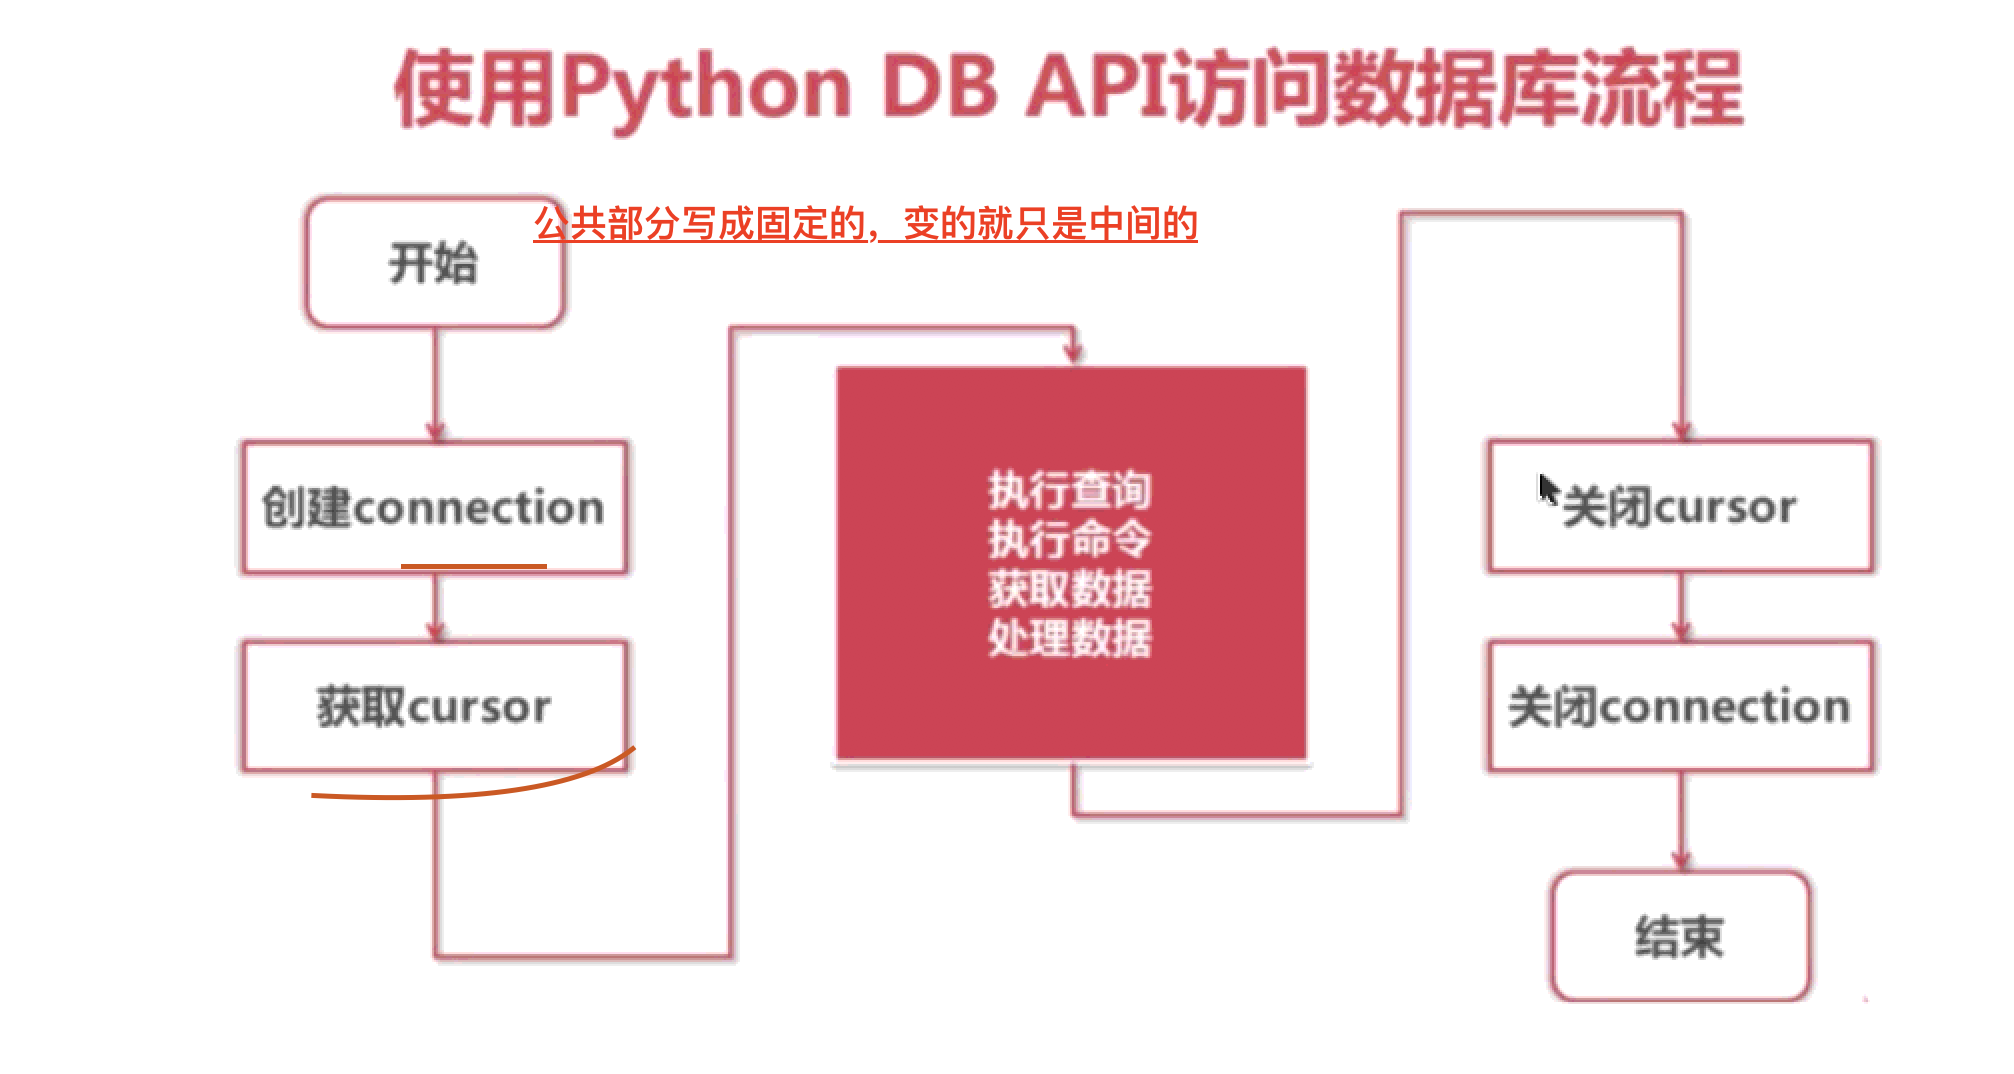 使用Python DB API访问数据库流程
公共部分写成固定的，变的就只是中间的
开始
创建connection
获取cursor
执行查询
执行命令
获取数据
处理数据
关闭cursor
关闭connection
结束